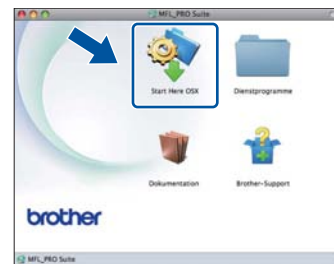 MFL_PRO Suite
Start Here OSX
Dienstprogramme
Dokumentation
Brother-Support
brother
MFL_PRO Suite